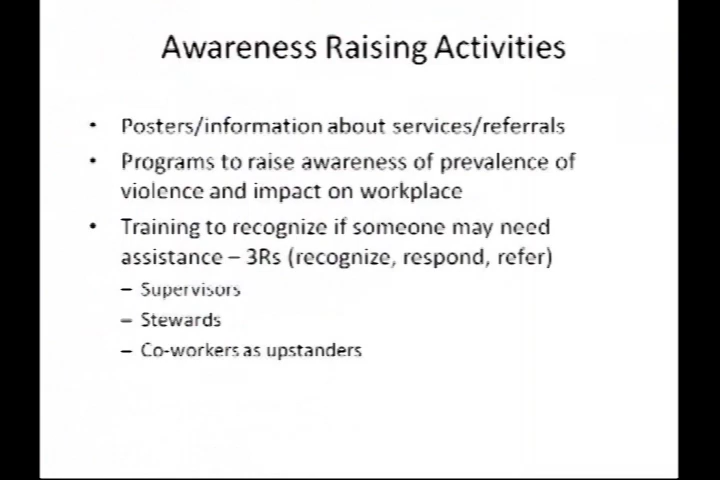 Awareness Raising Activities
• Posters/information about services/referrals
• Programs to raise awareness of prevalence of
violence and impact on workplace
• Training to recognize if someone may need
assistance – 3Rs (recognize, respond, refer)
– Supervisors
– Stewards
– Co-workers as upstanders